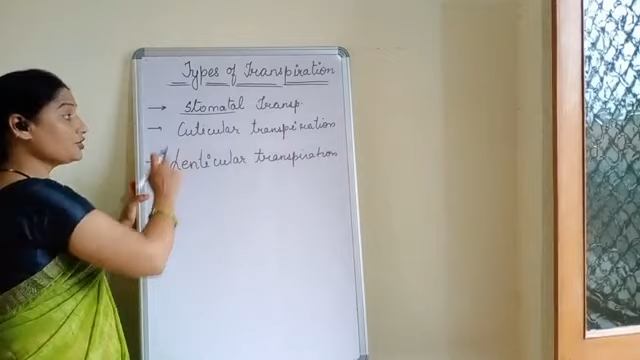 Types of Transpiration
→ Stomatal Transp.
→ Cuticular transpiration
Lenticular transpiration